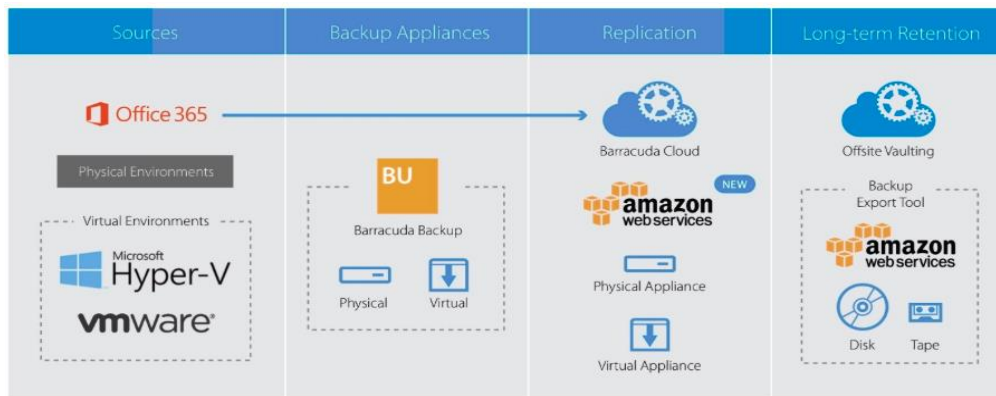 Sources
Backup Appliances
Replication
Long-term Retention
Office 365
Physical Environments
Virtual Environments
Microsoft
Hyper-V
vmware®
BU
Barracuda Backup
Physical
Virtual
Barracuda Cloud
NEW
amazon
web services
Physical Appliance
Virtual Appliance
Offsite Vaulting
Backup
Export Tool
amazon
web services
Disk
Tape